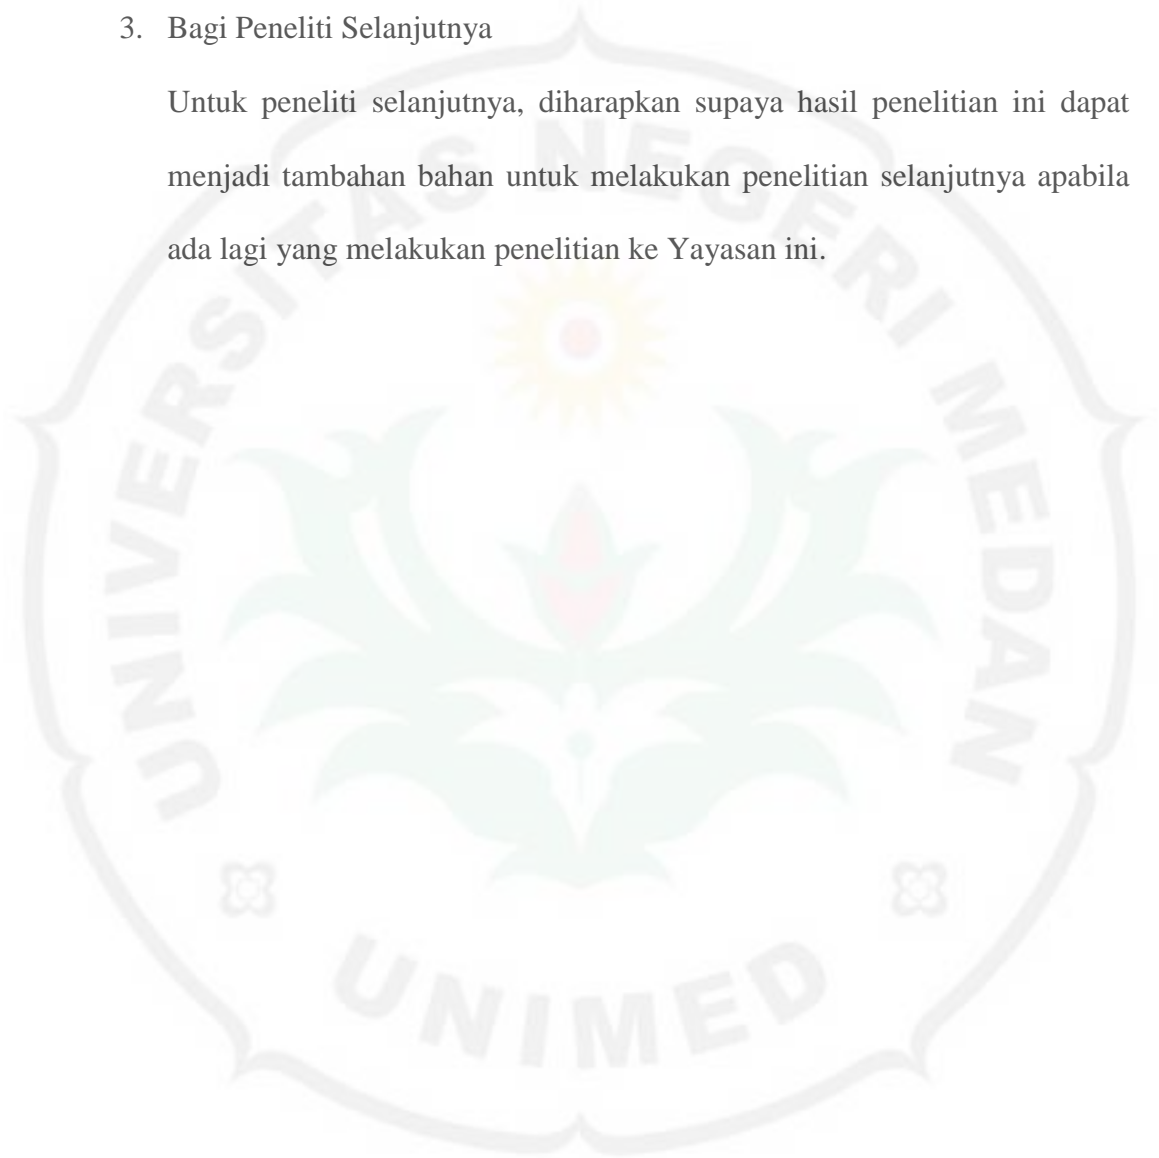 3. Bagi Peneliti Selanjutnya
Untuk peneliti selanjutnya, diharapkan supaya hasil penelitian ini dapat
menjadi tambahan bahan untuk melakukan penelitian selanjutnya apabila
ada lagi yang melakukan penelitian ke Yayasan ini.
UNIVERSITAS NEGERI MEDAN
UNIMED